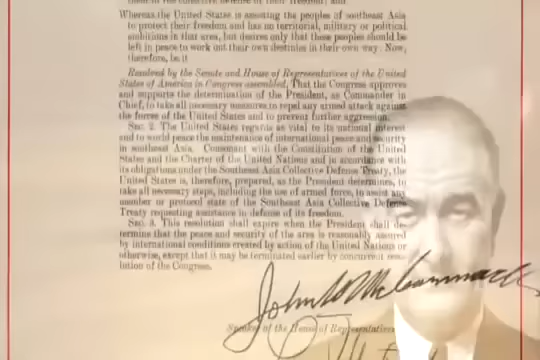 them in the collective defense of their freedom; and
Whereas the United States is assisting the peoples of southeast Asia
to protect their freedom and has no territorial, military or political
ambitions in that area, but desires only that these peoples should be
left in peace to work out their own destinies in their own way: Now,
therefore, be it
Resolved by the Senate and House of Representatives of the United
States of America in Congress assembled, That the Congress approves
and supports the determination of the President, as Commander in
Chief, to take all necessary measures to repel any armed attack against
the forces of the United States and to prevent further aggression.
SEC. 2. The United States regards as vital to its national interest
and to world peace the maintenance of international peace and security
in southeast Asia. Consonant with the Constitution of the United
States and the Charter of the United Nations and in accordance with
its obligations under the Southeast Asia Collective Defense Treaty, the
United States is, therefore, prepared, as the President determines, to
take all necessary steps, including the use of armed force, to assist any
member or protocol state of the Southeast Asia Collective Defense
Treaty requesting assistance in defense of its freedom.
SEC. 3. This resolution shall expire when the President shall de-
termine that the peace and security of the area is reasonably assured
by international conditions created by action of the United Nations or
otherwise, except that it may be terminated earlier by concurrent reso-
lution of the Congress.
John W McCormack
Speaker of the House of Representatives